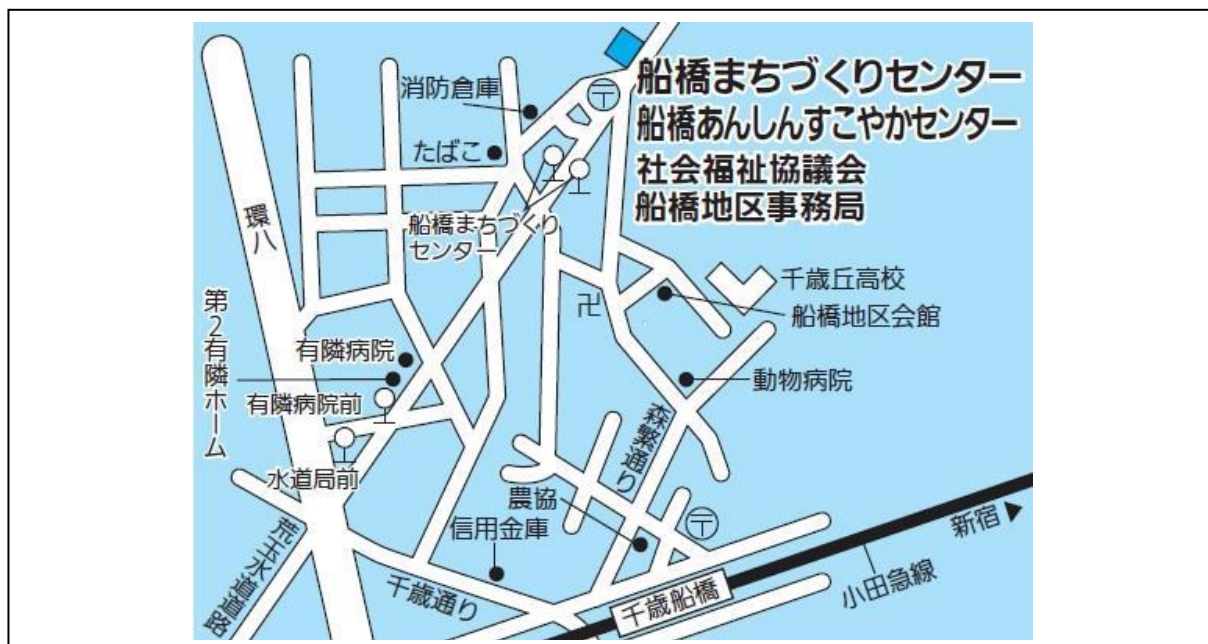 船橋まちづくりセンター
船橋あんしんすこやかセンター
社会福祉協議会
船橋地区事務局
消防倉庫
〒
たばこ
環八
船橋まちづくり
センター
千歳丘高校
卍
船橋地区会館
第2有隣ホーム
有隣病院
動物病院
有隣病院前
森繁通り
水道局前
農協
〒
信用金庫
新宿▶
荒玉水道道路
千歳通り
千歳船橋
小田急線